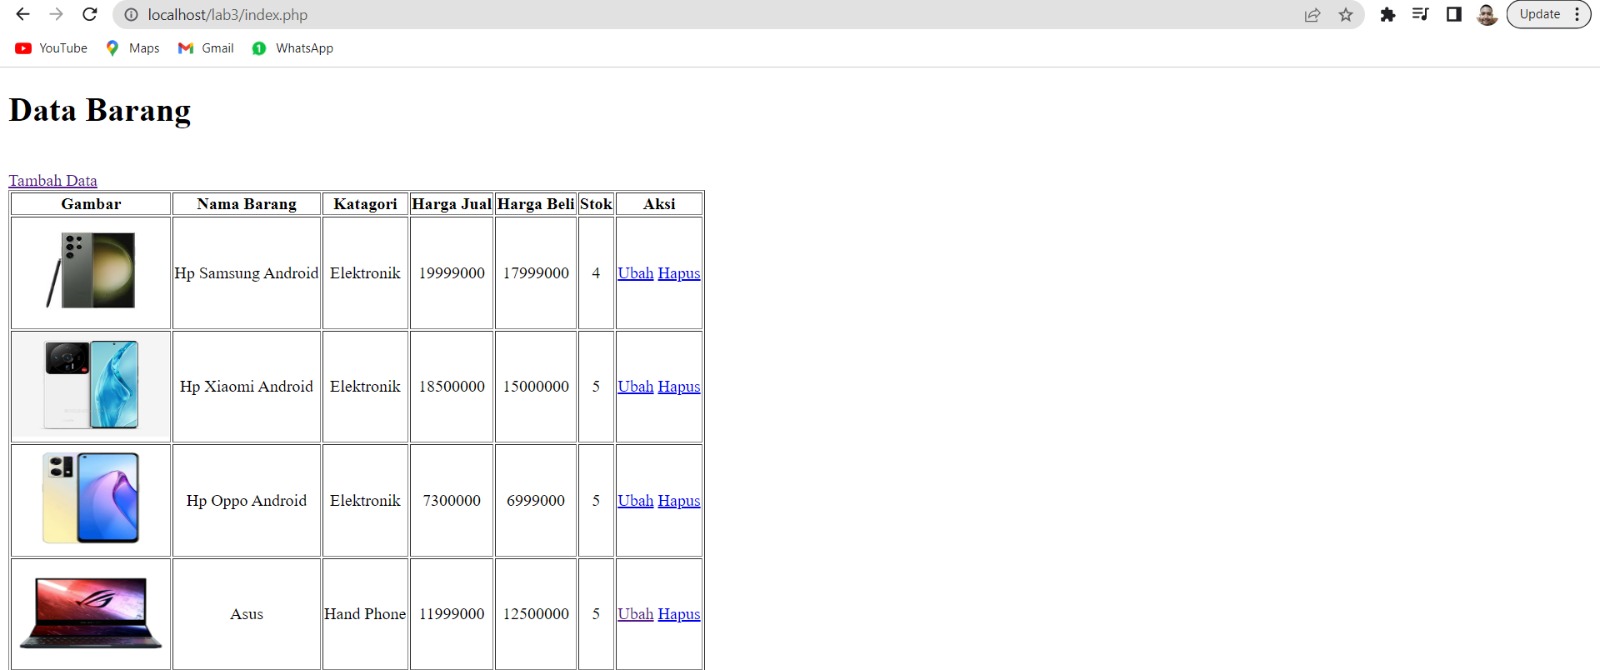 localhost/lab3/index.php Update
YouTube Maps Gmail 1 WhatsApp
Data Barang
Tambah Data
Gambar Nama Barang Katagori Harga Jual Harga Beli Stok Aksi
Hp Samsung Android Elektronik 19999000 17999000 4 Ubah Hapus
Hp Xiaomi Android Elektronik 18500000 15000000 5 Ubah Hapus
Hp Oppo Android Elektronik 7300000 6999000 5 Ubah Hapus
Asus Hand Phone 11999000 12500000 5 Ubah Hapus